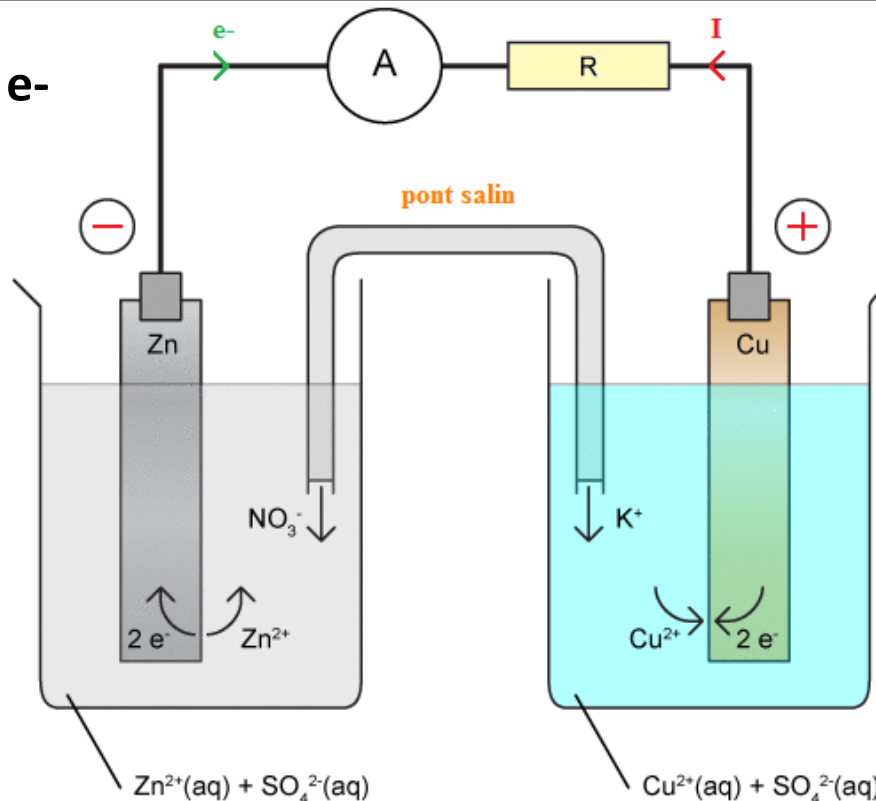 e-
I
A
R
e-
pont salin
−
+
Zn
Cu
NO₃⁻
K⁺
2 e⁻
Zn²⁺
Cu²⁺
2 e⁻
Zn²⁺(aq) + SO₄²⁻(aq)
Cu²⁺(aq) + SO₄²⁻(aq)